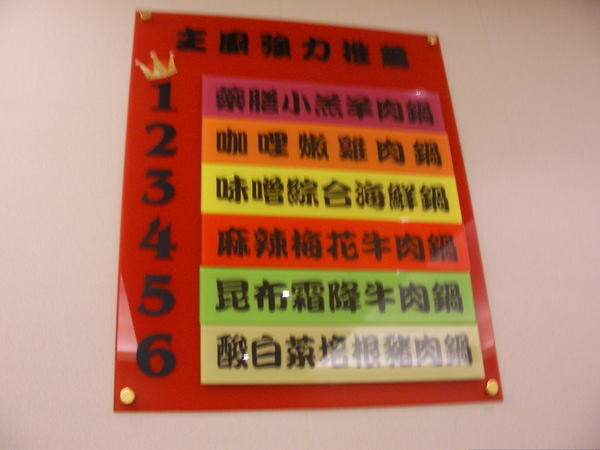 主廚強力推薦
1 藥膳小羔羊肉鍋
2 咖哩嫩雞肉鍋
3 味噌綜合海鮮鍋
4 麻辣梅花牛肉鍋
5 昆布霜降牛肉鍋
6 酸白菜培根豬肉鍋